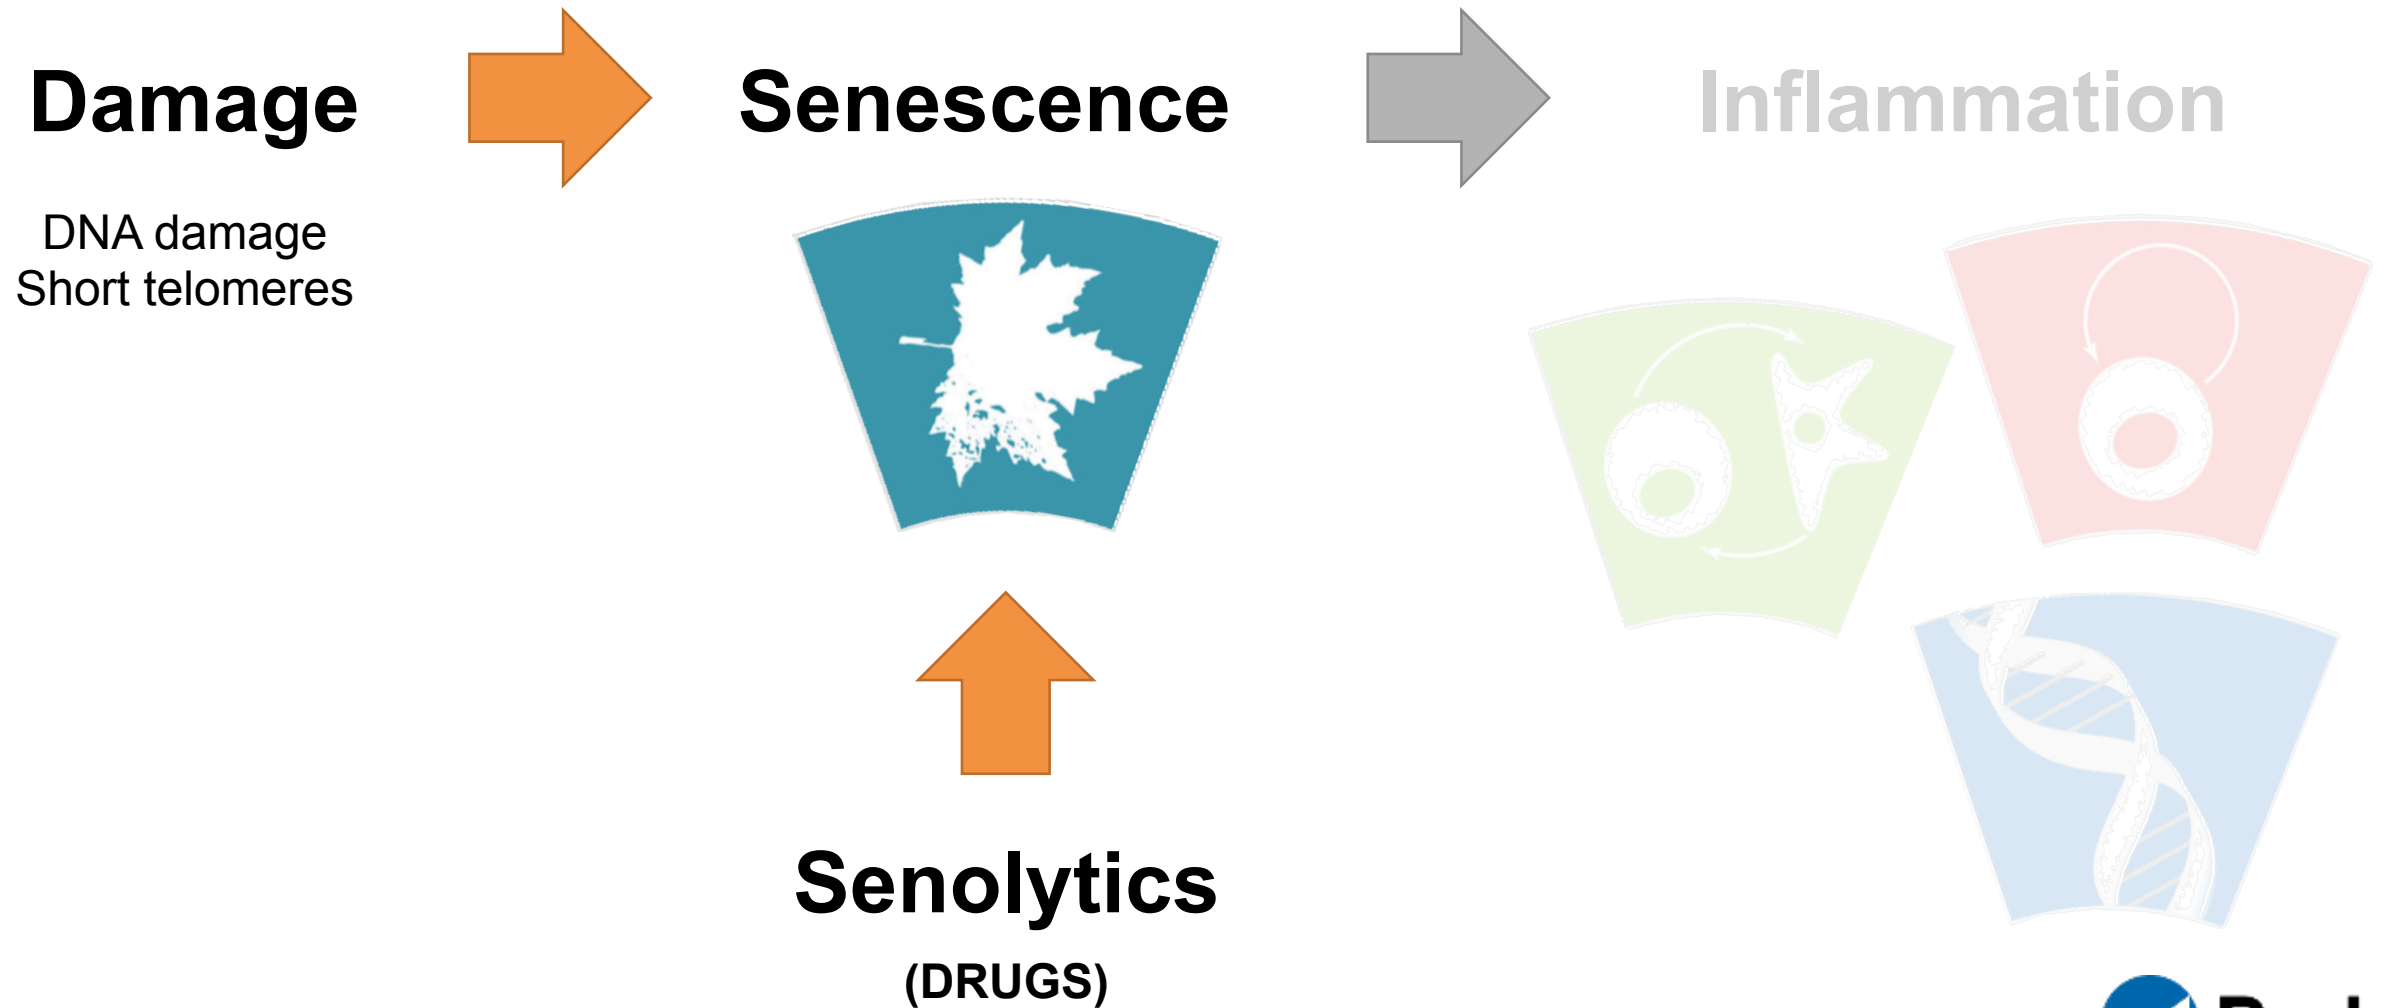 Damage
Senescence
Inflammation
DNA damage
Short telomeres
Senolytics
(DRUGS)